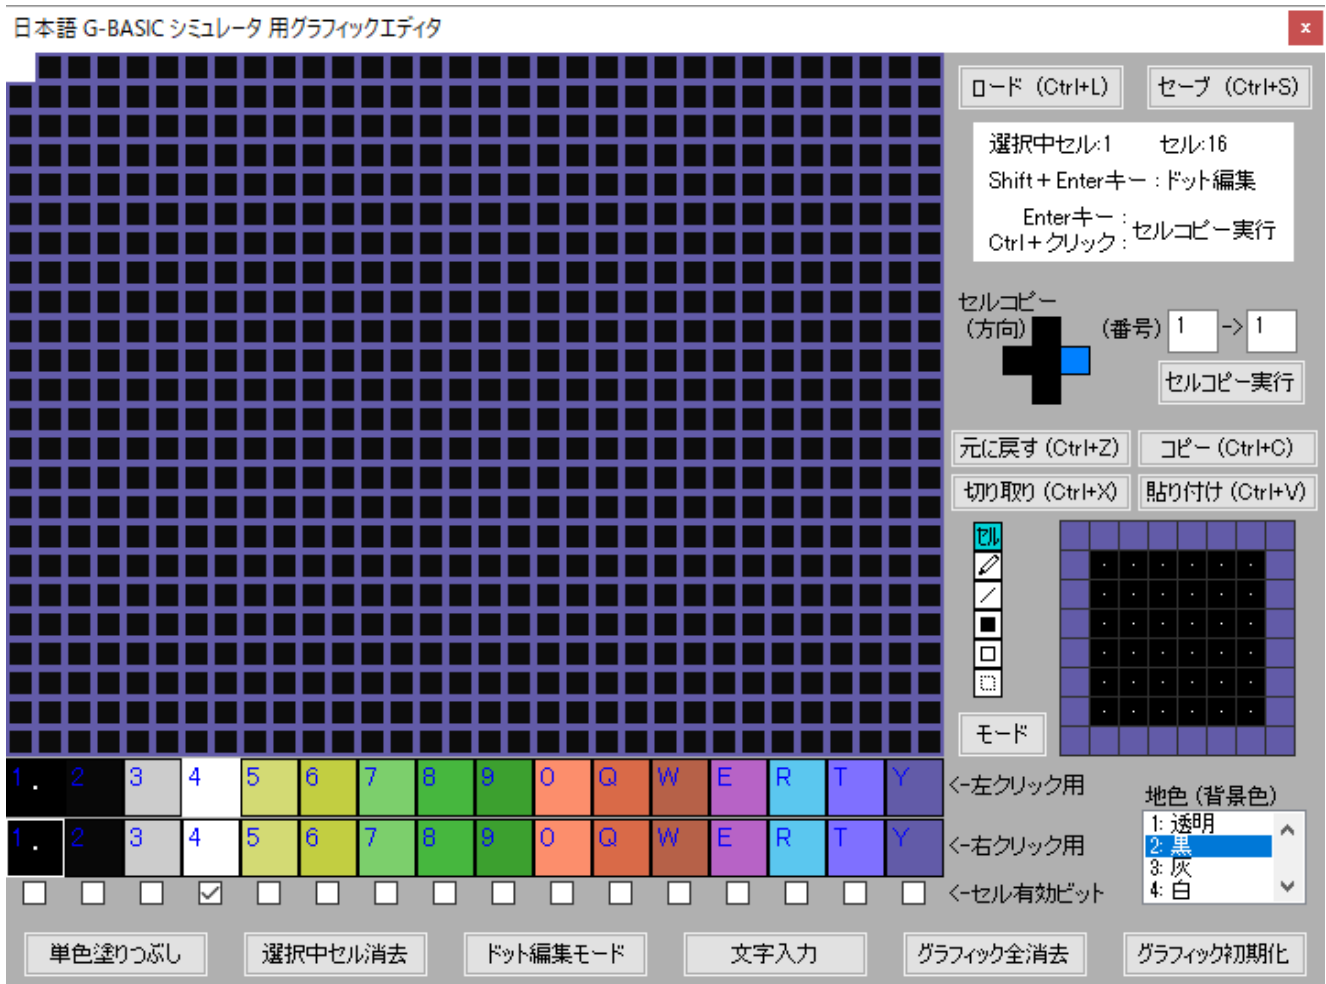 日本語 G-BASIC シミュレータ 用グラフィックエディタ
x
ロード (Ctrl+L)
セーブ (Ctrl+S)
選択中セル:1 セル:16
Shift + Enterキー : ドット編集
Enterキー :
Ctrl + クリック : セルコピー実行
セルコピー
(方向)
(番号) 1 -> 1
セルコピー実行
元に戻す (Ctrl+Z)
コピー (Ctrl+C)
切り取り (Ctrl+X)
貼り付け (Ctrl+V)
セル
モード
1 2 3 4 5 6 7 8 9 0 Q W E R T Y
<-左クリック用
1 2 3 4 5 6 7 8 9 0 Q W E R T Y
<-右クリック用
<-セル有効ビット
地色 (背景色)
1: 透明
2: 黒
3: 灰
4: 白
単色塗りつぶし
選択中セル消去
ドット編集モード
文字入力
グラフィック全消去
グラフィック初期化